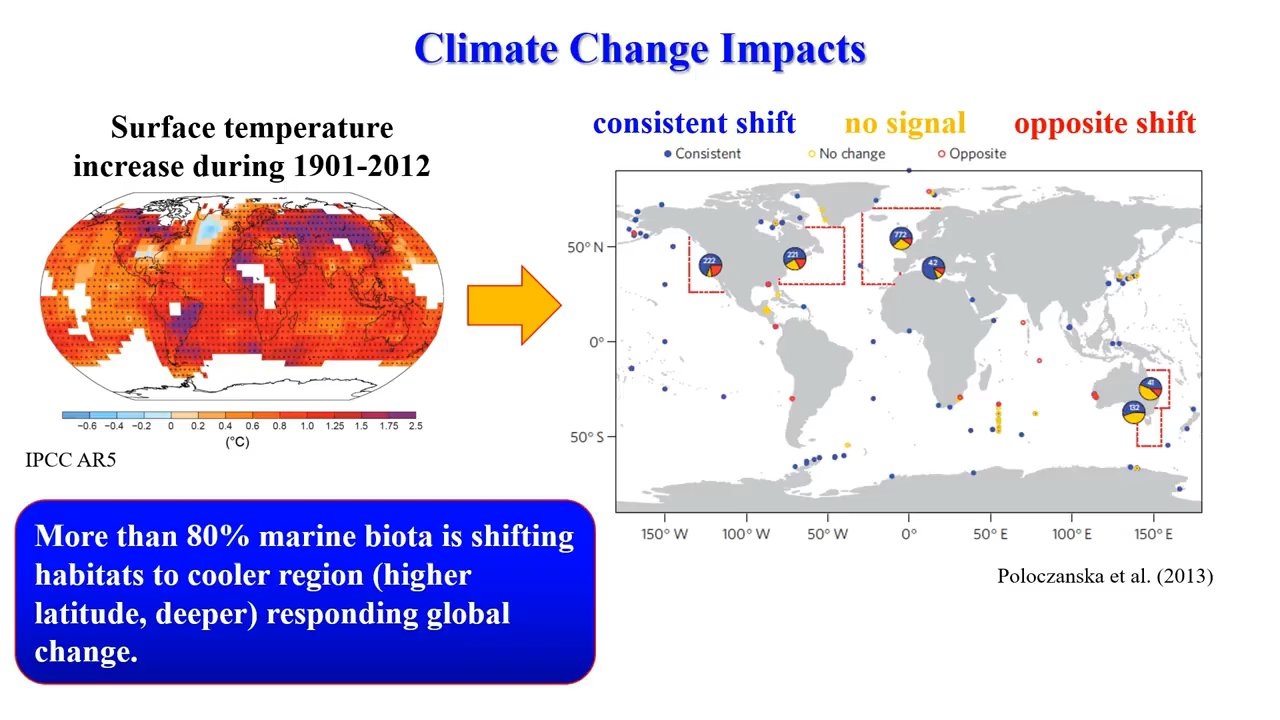 Climate Change Impacts
Surface temperature
increase during 1901-2012
−0.6 −0.4 −0.2 0 0.2 0.4 0.6 0.8 1.0 1.25 1.5 1.75 2.5
(°C)
IPCC AR5
consistent shift no signal opposite shift
Consistent No change Opposite
50° N
0°
50° S
222
221
772
42
41
132
150° W 100° W 50° W 0° 50° E 100° E 150° E
Poloczanska et al. (2013)
More than 80% marine biota is shifting
habitats to cooler region (higher
latitude, deeper) responding global
change.